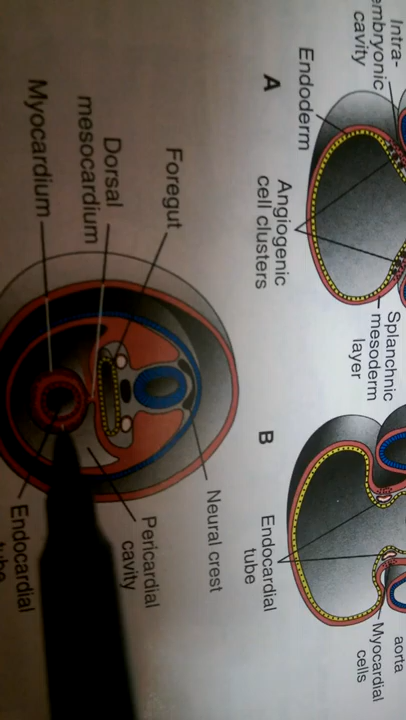 Intra-
embryonic
cavity
Endoderm
A
Angiogenic
cell clusters
Splanchnic
mesoderm
layer
B
Endocardial
tube
Myocardial
cells
aorta
Foregut
Dorsal
mesocardium
Myocardium
Neural crest
Pericardial
cavity
Endocardial
tube